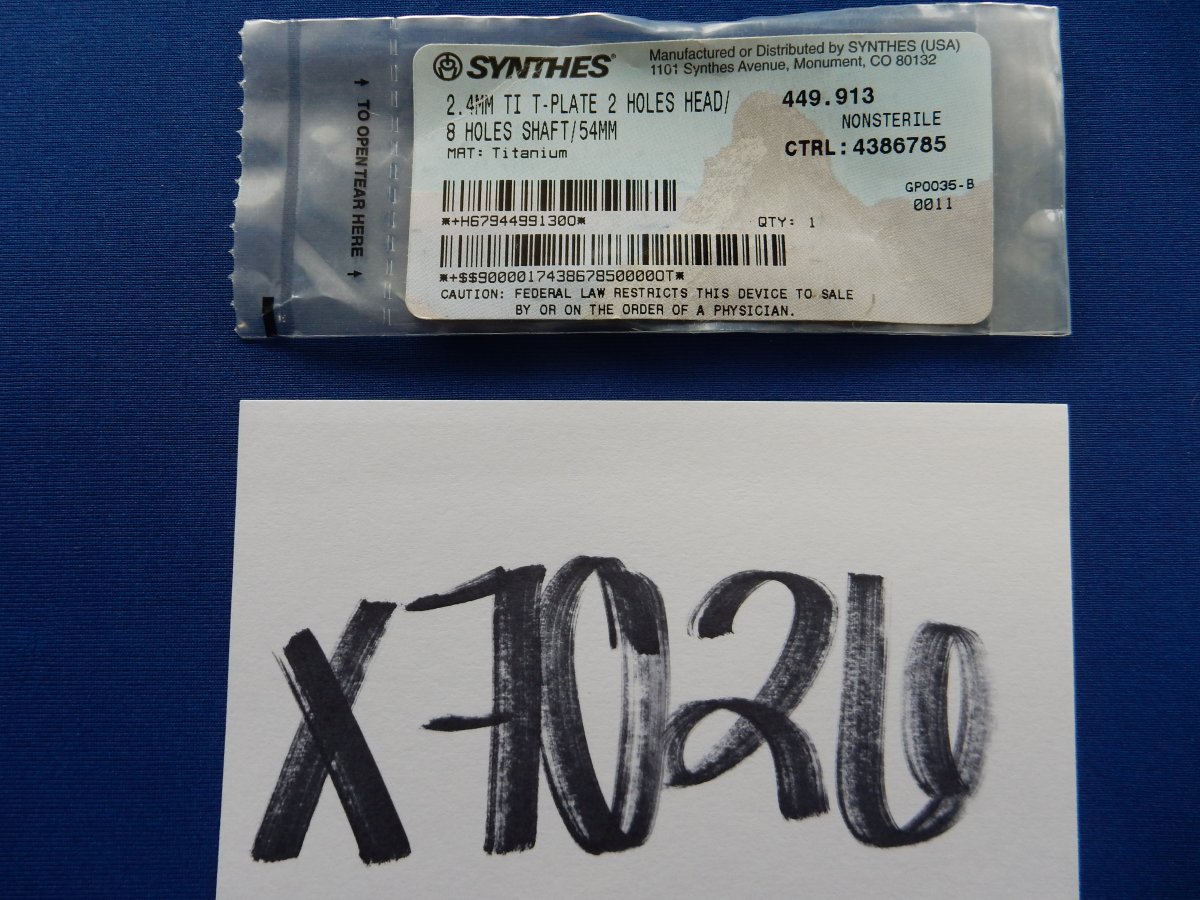 SYNTHES®
Manufactured or Distributed by SYNTHES (USA)
1101 Synthes Avenue, Monument, CO 80132
2.4MM TI T-PLATE 2 HOLES HEAD/
8 HOLES SHAFT/54MM
MAT: Titanium
449.913
NONSTERILE
CTRL: 4386785
GP0035-B
0011
*+H67944991300*
QTY: 1
*+$$9000017438678500000T*
CAUTION: FEDERAL LAW RESTRICTS THIS DEVICE TO SALE
BY OR ON THE ORDER OF A PHYSICIAN.
TO OPEN TEAR HERE
X7026